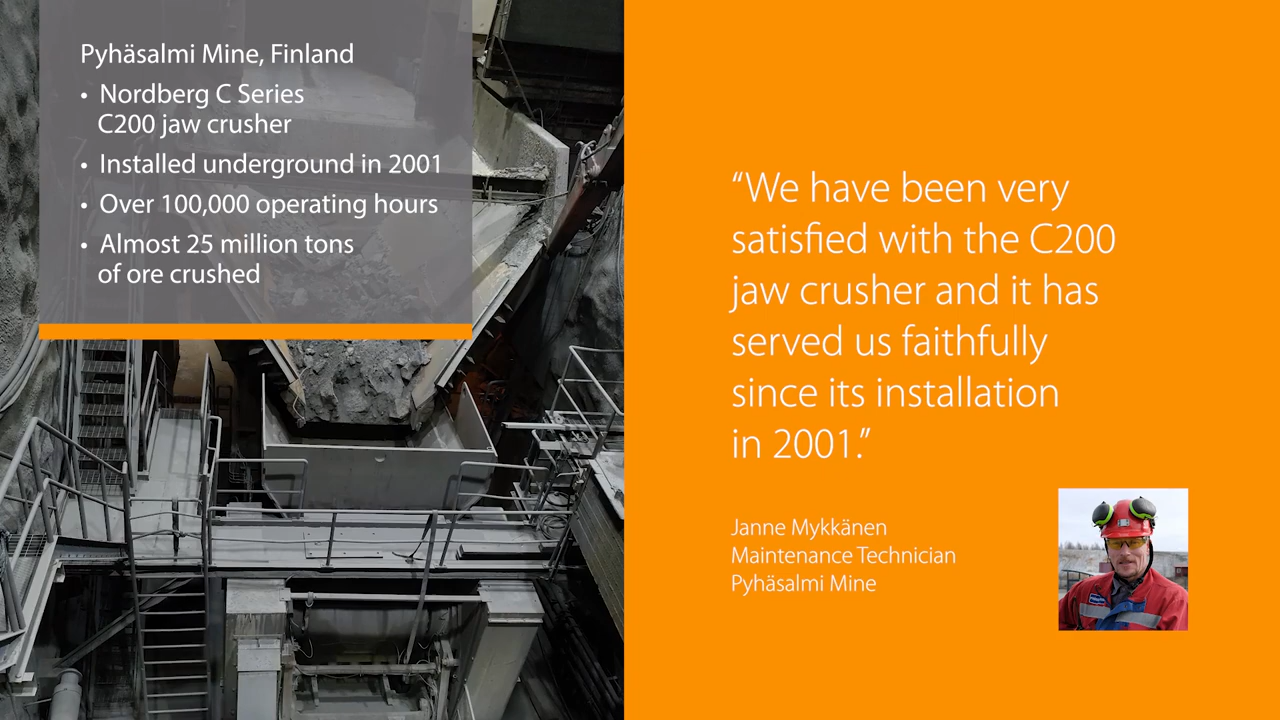 Pyhäsalmi Mine, Finland
• Nordberg C Series
C200 jaw crusher
• Installed underground in 2001
• Over 100,000 operating hours
• Almost 25 million tons
of ore crushed
“We have been very
satisfied with the C200
jaw crusher and it has
served us faithfully
since its installation
in 2001.”
Janne Mykkänen
Maintenance Technician
Pyhäsalmi Mine